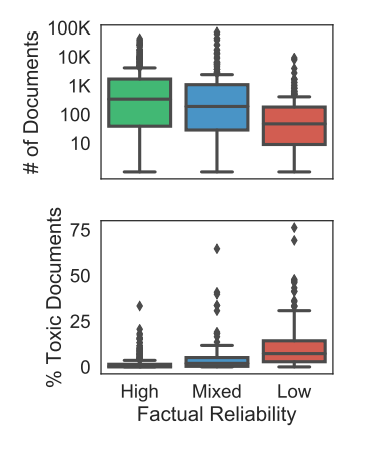 # of Documents
100K
10K
1K
100
10
% Toxic Documents
75
50
25
0
High Mixed Low
Factual Reliability